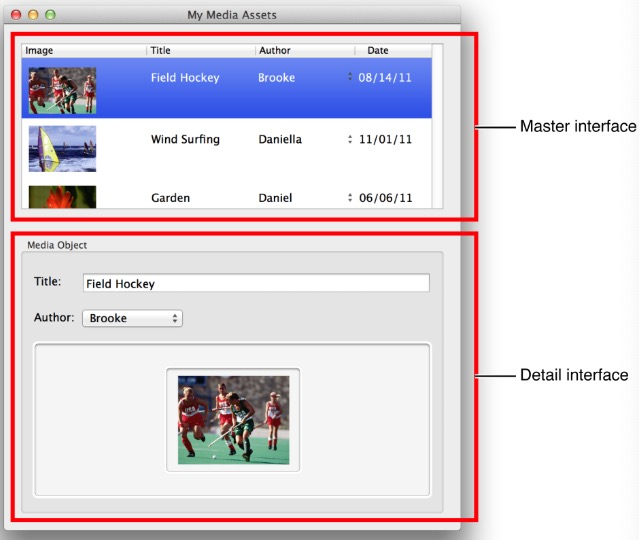 My Media Assets
Image Title Author Date
Field Hockey Brooke 08/14/11
Wind Surfing Daniella 11/01/11
Garden Daniel 06/06/11
Master interface
Media Object
Title: Field Hockey
Author: Brooke
Detail interface